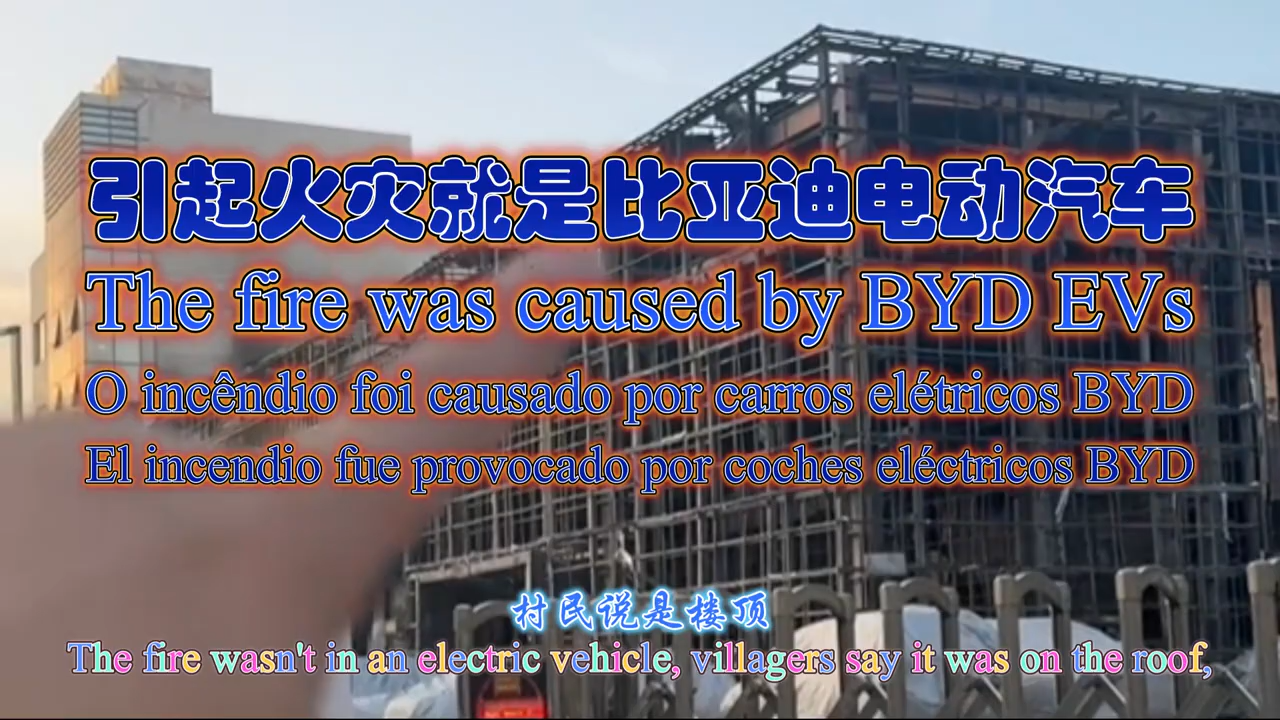 引起火灾就是比亚迪电动汽车
The fire was caused by BYD EVs
O incêndio foi causado por carros elétricos BYD
El incendio fue provocado por coches eléctricos BYD
村民说是楼顶
The fire wasn't in an electric vehicle, villagers say it was on the roof,